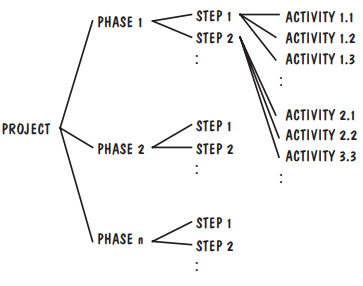 PROJECT
PHASE 1
STEP 1
ACTIVITY 1.1
ACTIVITY 1.2
ACTIVITY 1.3
:
STEP 2
ACTIVITY 2.1
ACTIVITY 2.2
ACTIVITY 3.3
:
:
PHASE 2
STEP 1
STEP 2
:
PHASE n
STEP 1
STEP 2
: